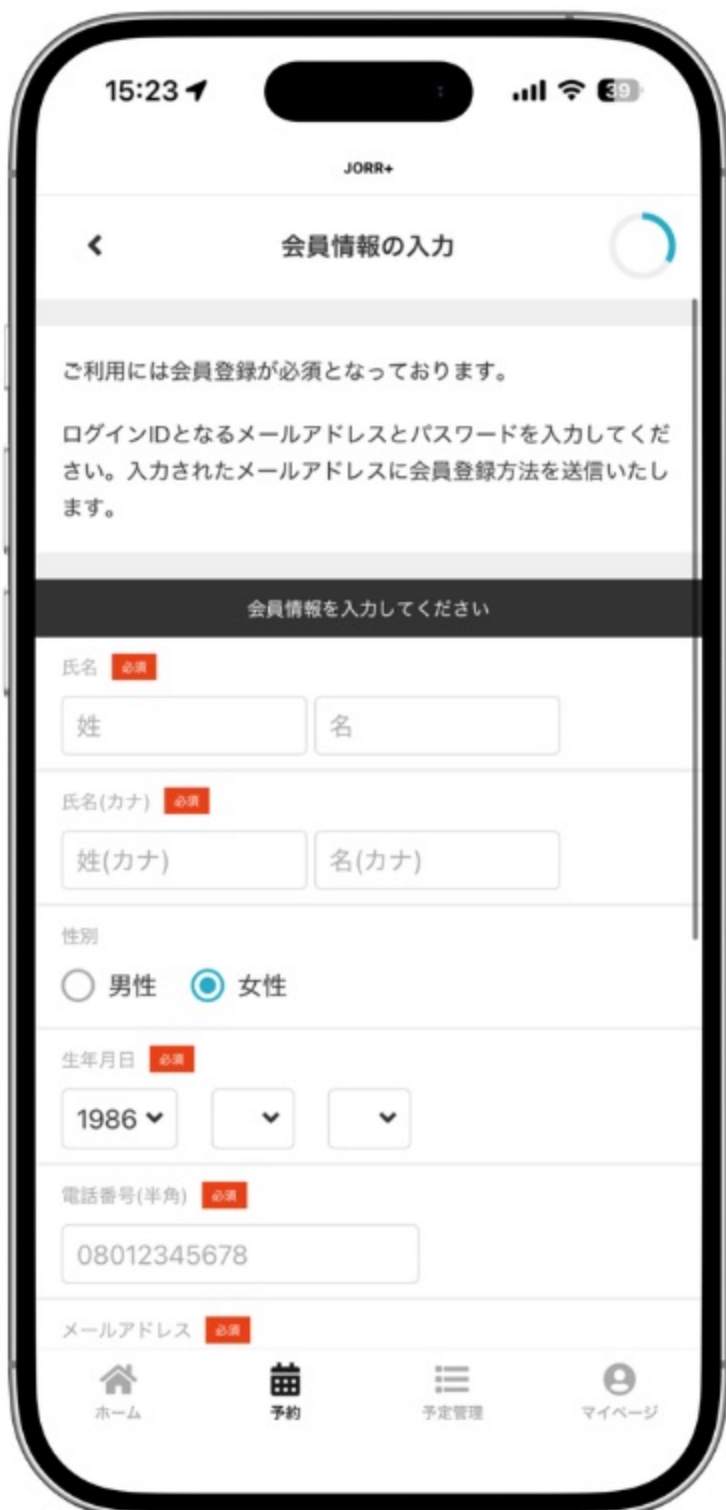 15:23
39
JORR+
会員情報の入力
ご利用には会員登録が必須となっております。
ログインIDとなるメールアドレスとパスワードを入力してくだ
さい。入力されたメールアドレスに会員登録方法を送信いたし
ます。
会員情報を入力してください
氏名 必須
姓 名
氏名(カナ) 必須
姓(カナ) 名(カナ)
性別
男性 女性
生年月日 必須
1986
電話番号(半角) 必須
08012345678
メールアドレス 必須
ホーム 予約 予定管理 マイページ